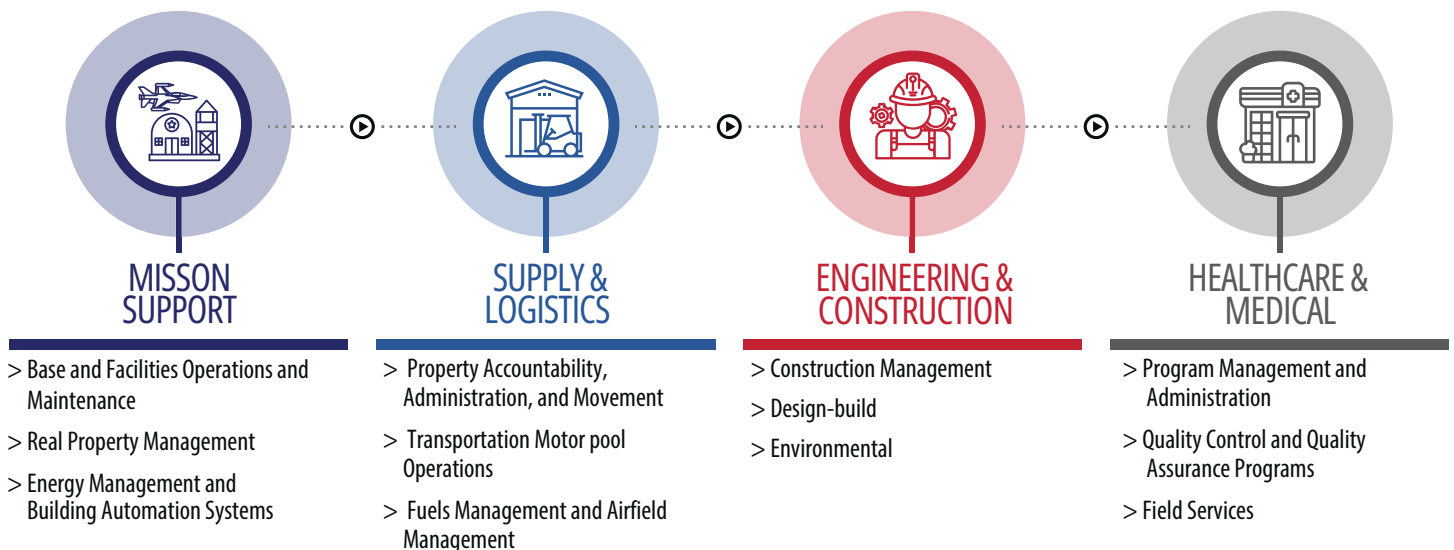 MISSON
SUPPORT
> Base and Facilities Operations and
Maintenance
> Real Property Management
> Energy Management and
Building Automation Systems
SUPPLY &
LOGISTICS
> Property Accountability,
Administration, and Movement
> Transportation Motor pool
Operations
> Fuels Management and Airfield
Management
ENGINEERING &
CONSTRUCTION
> Construction Management
> Design-build
> Environmental
HEALTHCARE &
MEDICAL
> Program Management and
Administration
> Quality Control and Quality
Assurance Programs
> Field Services